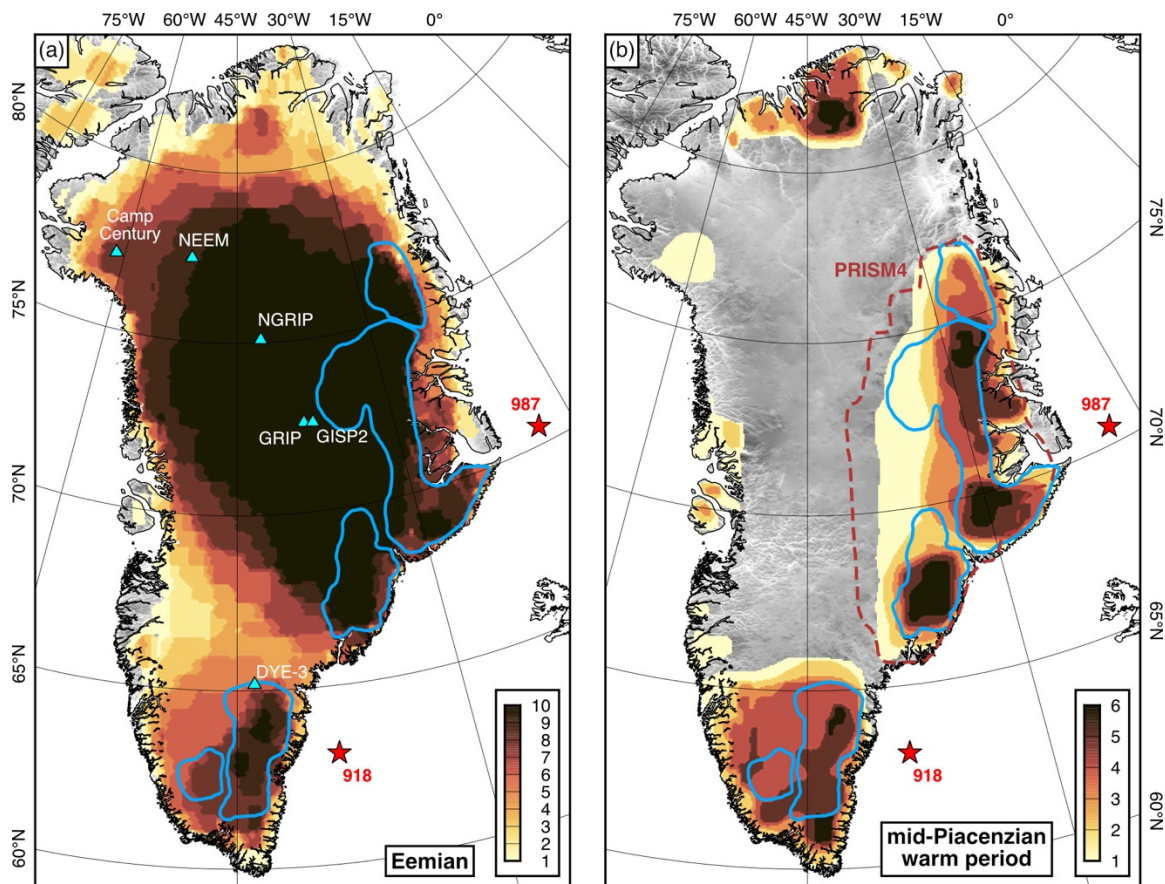 75°W 60°W 45°W 30°W 15°W 0°
75°W 60°W 45°W 30°W 15°W 0°
(a)
(b)
80°N
75°N
70°N
65°N
60°N
75°N
70°N
65°N
60°N
Camp
Century
NEEM
NGRIP
GRIP
GISP2
DYE-3
987
918
Eemian
10
9
8
7
6
5
4
3
2
1
PRISM4
987
918
mid-Piacenzian
warm period
6
5
4
3
2
1